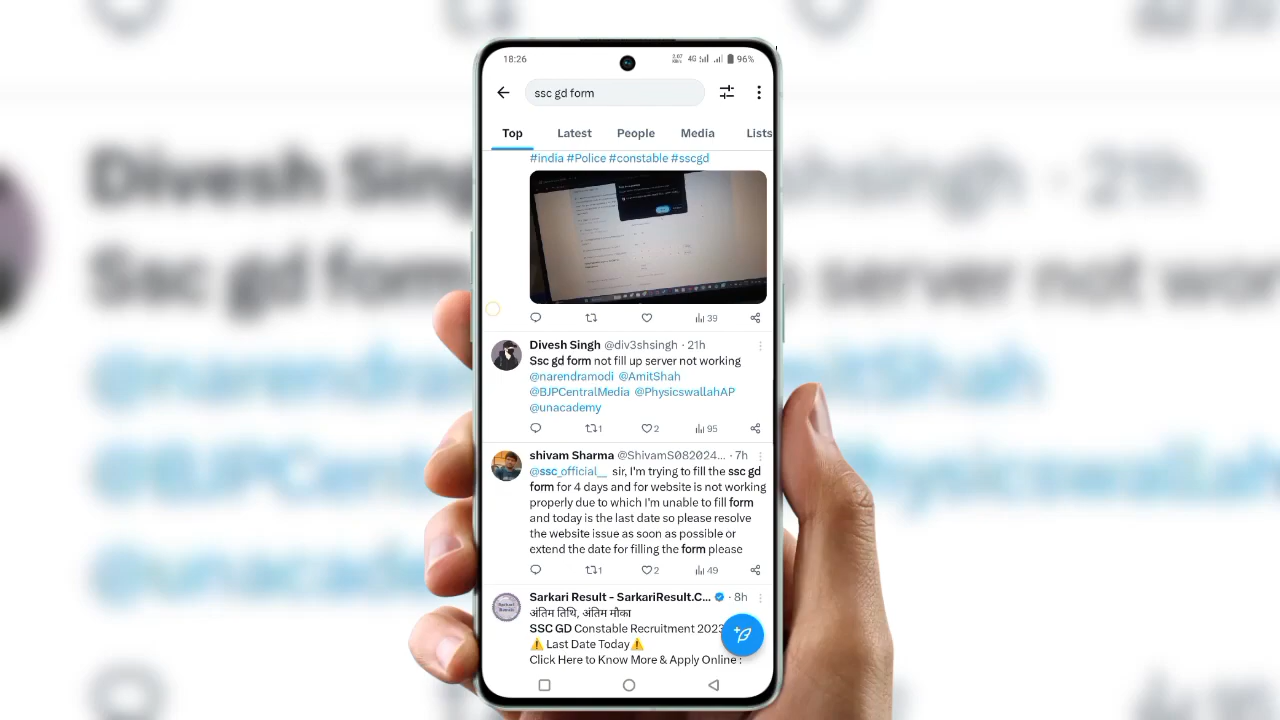 18:26
4G
96%
ssc gd form
Top Latest People Media Lists
#india #Police #constable #sscgd
39
Divesh Singh @div3shsingh · 21h
Ssc gd form not fill up server not working
@narendramodi @AmitShah
@BJPCentralMedia @PhysicswallahAP
@unacademy
1 2 95
shivam Sharma @ShivamS082024... · 7h
@ssc_official__ sir, I'm trying to fill the ssc gd
form for 4 days and for website is not working
properly due to which I'm unable to fill form
and today is the last date so please resolve
the website issue as soon as possible or
extend the date for filling the form please
1 2 49
Sarkari Result - SarkariResult.C... · 8h
अंतिम तिथि, अंतिम मौका
SSC GD Constable Recruitment 2023
⚠️ Last Date Today⚠️
Click Here to Know More & Apply Online :